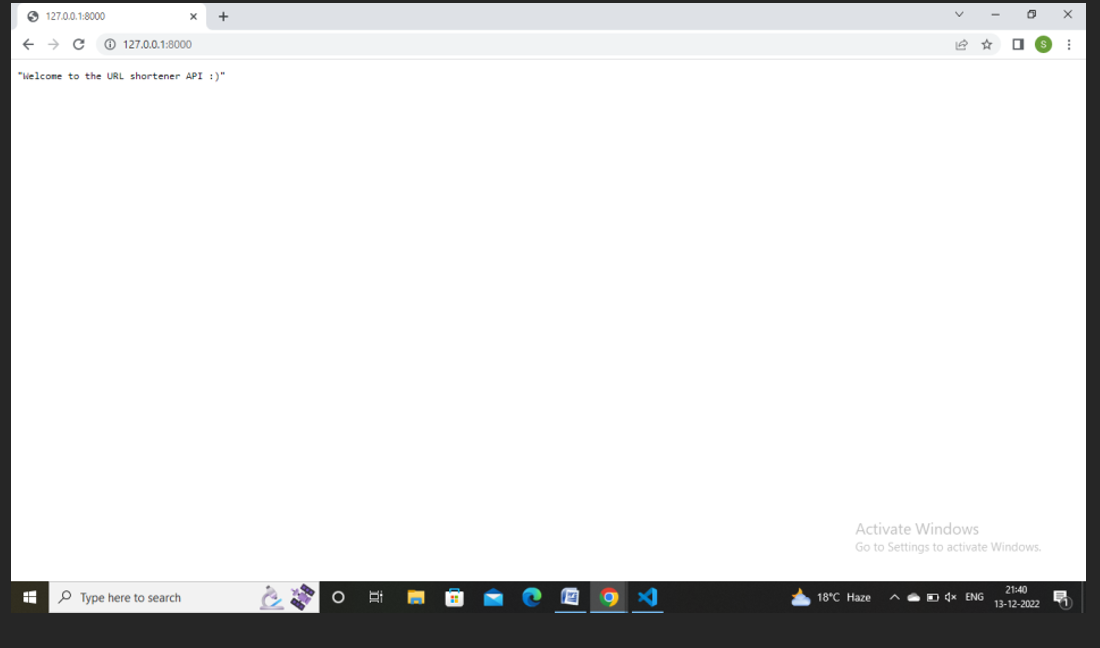 127.0.0.1:8000
127.0.0.1:8000
S
"Welcome to the URL shortener API :)"
Activate Windows
Go to Settings to activate Windows.
Type here to search
18°C Haze
ENG
21:40
13-12-2022
1